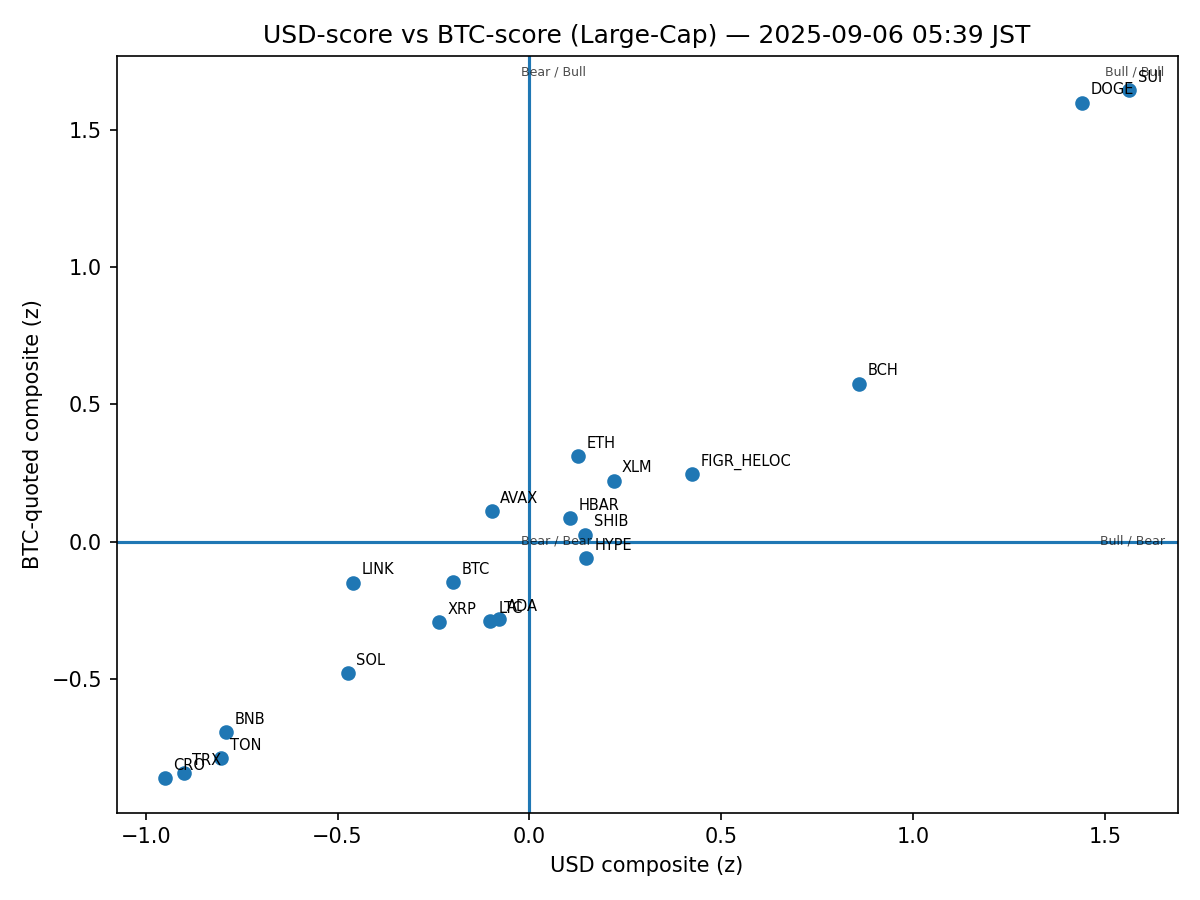 USD-score vs BTC-score (Large-Cap) — 2025-09-06 05:39 JST
Bear / Bull
Bull / Bull
SUI
DOGE
1.5
1.0
BTC-quoted composite (z)
BCH
0.5
ETH
XLM
FIGR_HELOC
AVAX
HBAR
SHIB
0.0
Bear / Bear
HYPE
Bull / Bear
LINK
BTC
XRP
LTC
ADA
SOL
−0.5
BNB
TON
TRX
CRO
−1.0
−0.5
0.0
0.5
1.0
1.5
USD composite (z)